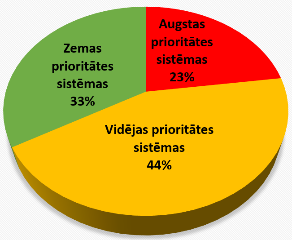 Zemas
prioritātes
sistēmas
33%
Augstas
prioritātes
sistēmas
23%
Vidējas prioritātes
sistēmas
44%